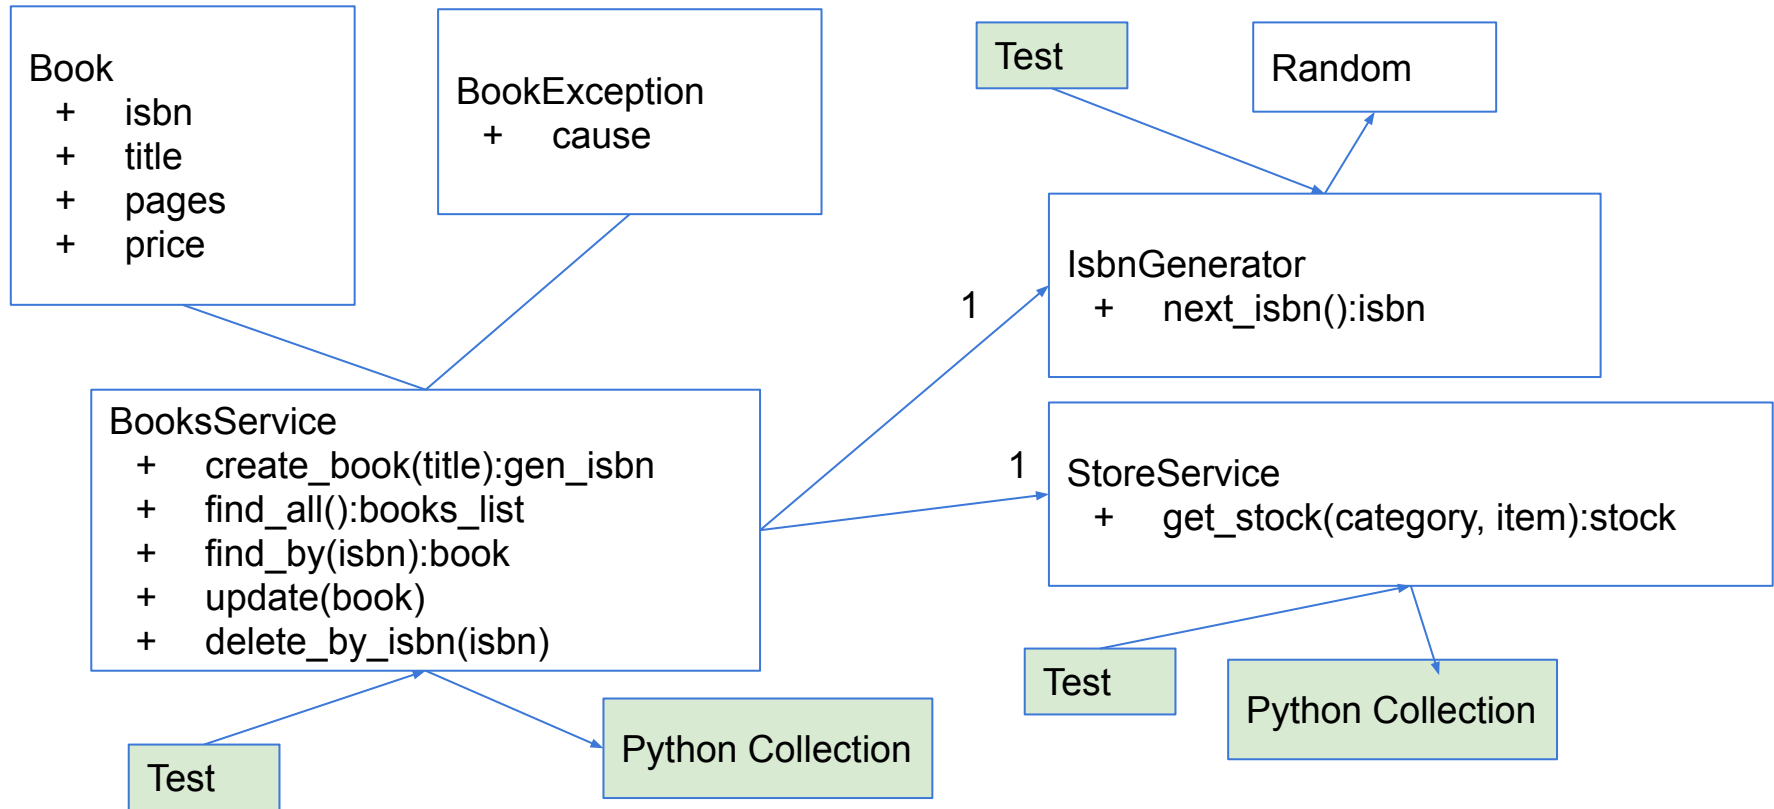 Book
+ isbn
+ title
+ pages
+ price
BookException
+ cause
Test
Random
IsbnGenerator
+ next_isbn():isbn
1
BooksService
+ create_book(title):gen_isbn
+ find_all():books_list
+ find_by(isbn):book
+ update(book)
+ delete_by_isbn(isbn)
1
StoreService
+ get_stock(category, item):stock
Test
Python Collection
Test
Python Collection